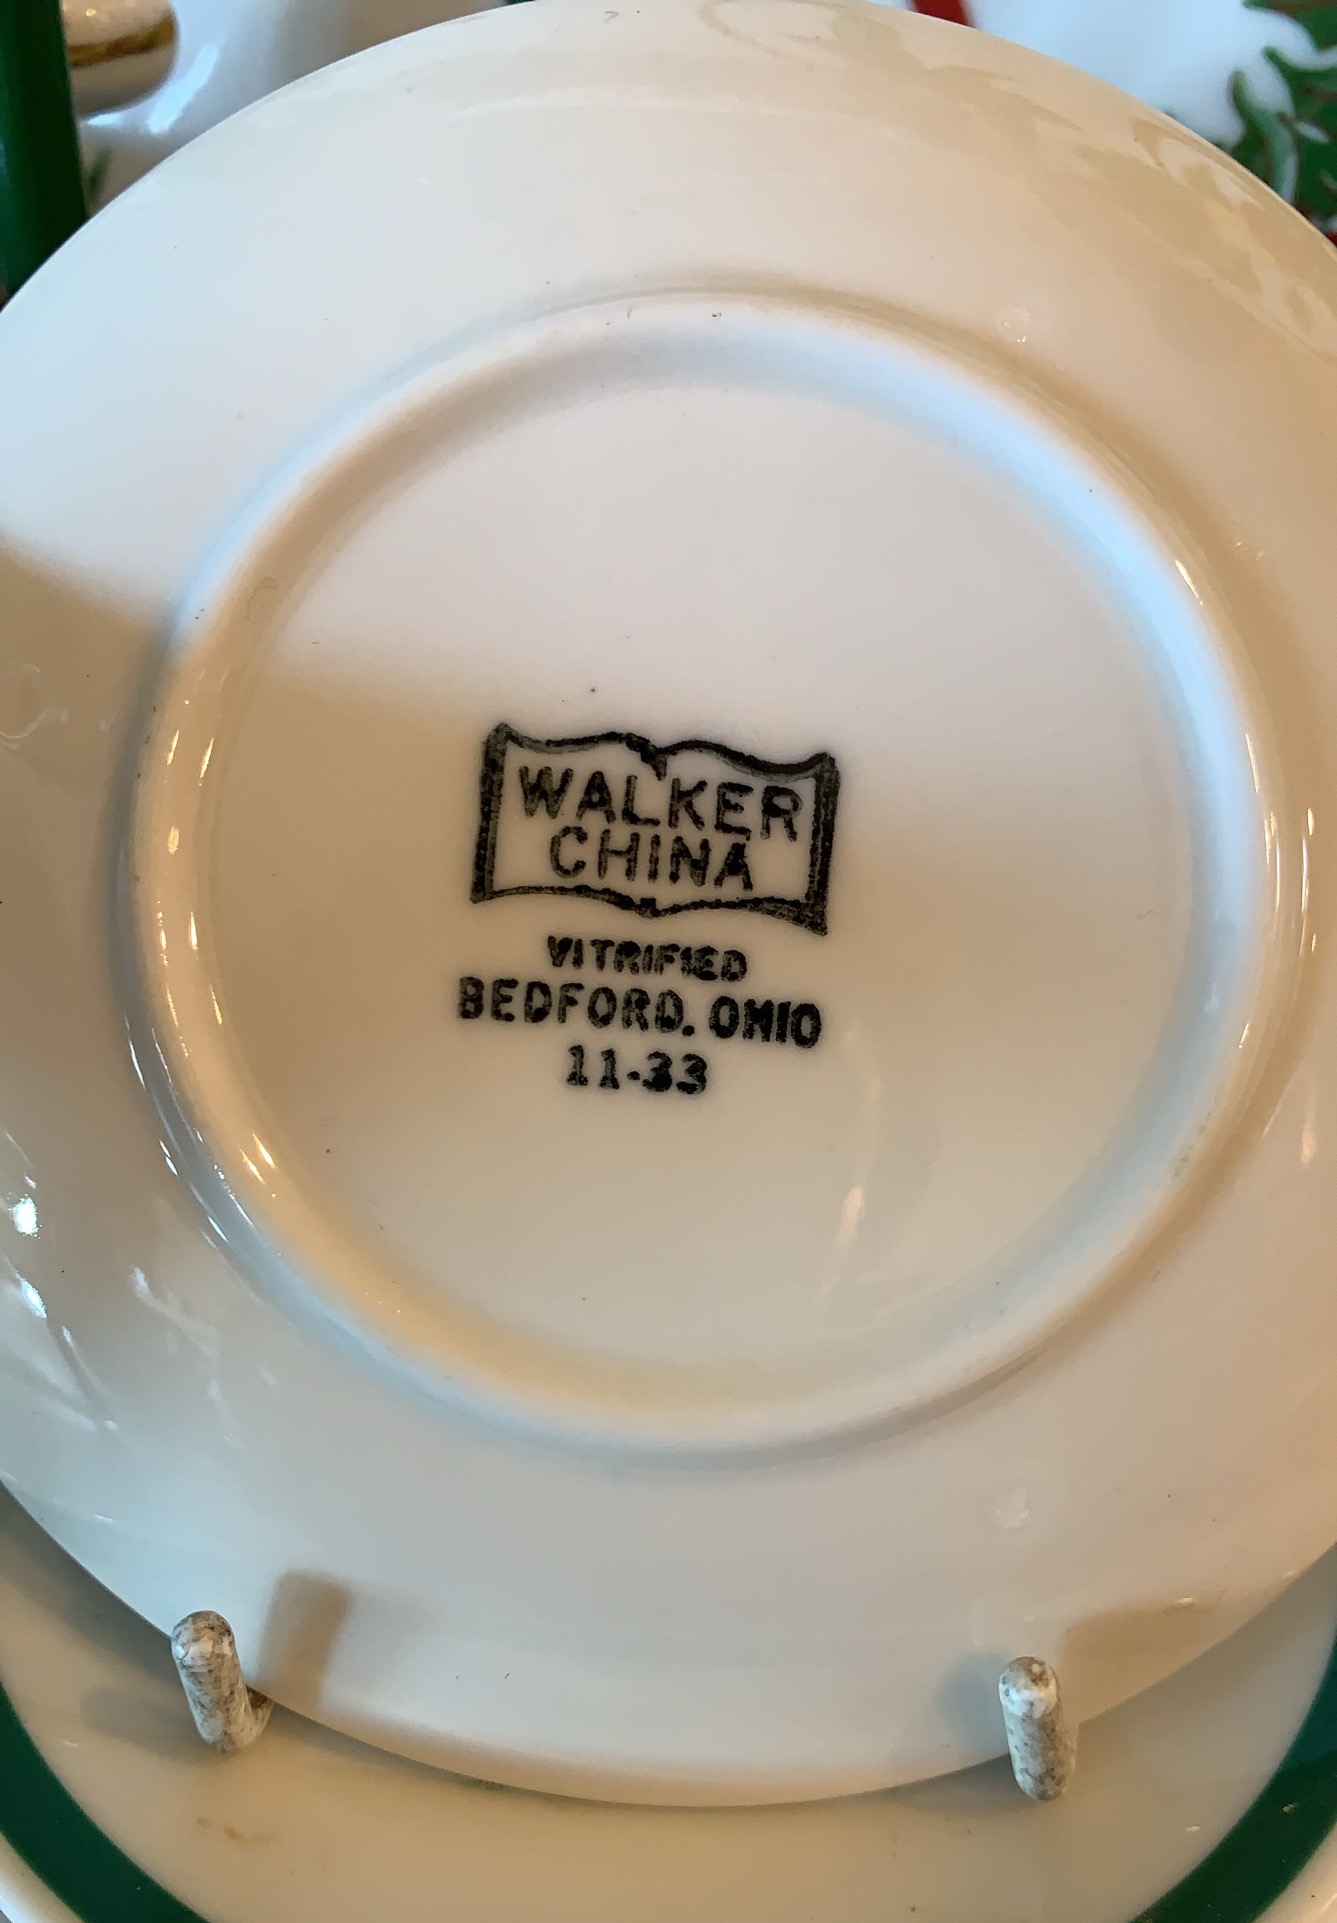 WALKER
CHINA
VITRIFIED
BEDFORD. OHIO
11-33